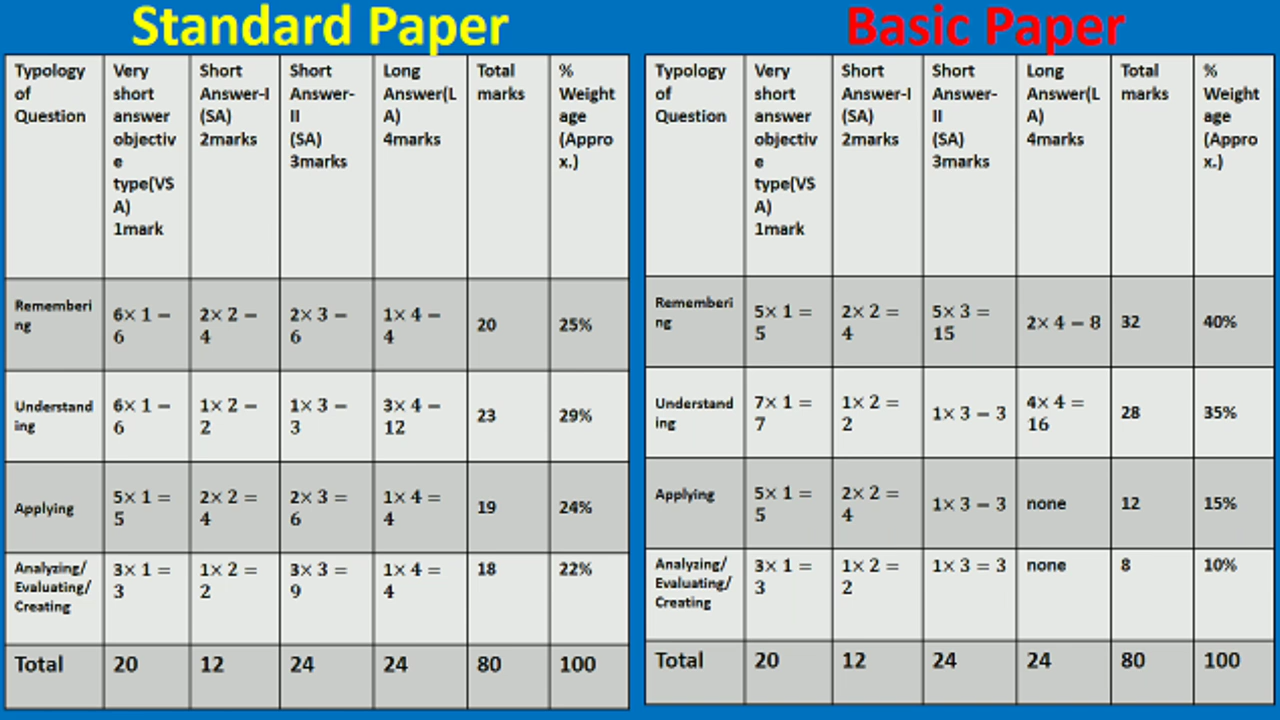 Standard Paper
Typology
of
Question
Very
short
answer
objectiv
e
type(VS
A)
1mark
Short
Answer-I
(SA)
2marks
Short
Answer-
II
(SA)
3marks
Long
Answer(L
A)
4marks
Total
marks
%
Weight
age
(Appro
x.)
Rememberi
ng
6× 1 −
6
2× 2 −
4
2× 3 −
6
1× 4 −
4
20
25%
Understand
ing
6× 1 −
6
1× 2 −
2
1× 3 −
3
3× 4 −
12
23
29%
Applying
5× 1 =
5
2× 2 =
4
2× 3 =
6
1× 4 =
4
19
24%
Analyzing/
Evaluating/
Creating
3× 1 =
3
1× 2 =
2
3× 3 =
9
1× 4 =
4
18
22%
Total
20
12
24
24
80
100
Basic Paper
Typology
of
Question
Very
short
answer
objectiv
e
type(VS
A)
1mark
Short
Answer-I
(SA)
2marks
Short
Answer-
II
(SA)
3marks
Long
Answer(L
A)
4marks
Total
marks
%
Weight
age
(Appro
x.)
Rememberi
ng
5× 1 =
5
2× 2 =
4
5× 3 =
15
2× 4 − 8
32
40%
Understand
ing
7× 1 =
7
1× 2 =
2
1× 3 − 3
4× 4 =
16
28
35%
Applying
5× 1 =
5
2× 2 =
4
1× 3 − 3
none
12
15%
Analyzing/
Evaluating/
Creating
3× 1 =
3
1× 2 =
2
1× 3 = 3
none
8
10%
Total
20
12
24
24
80
100